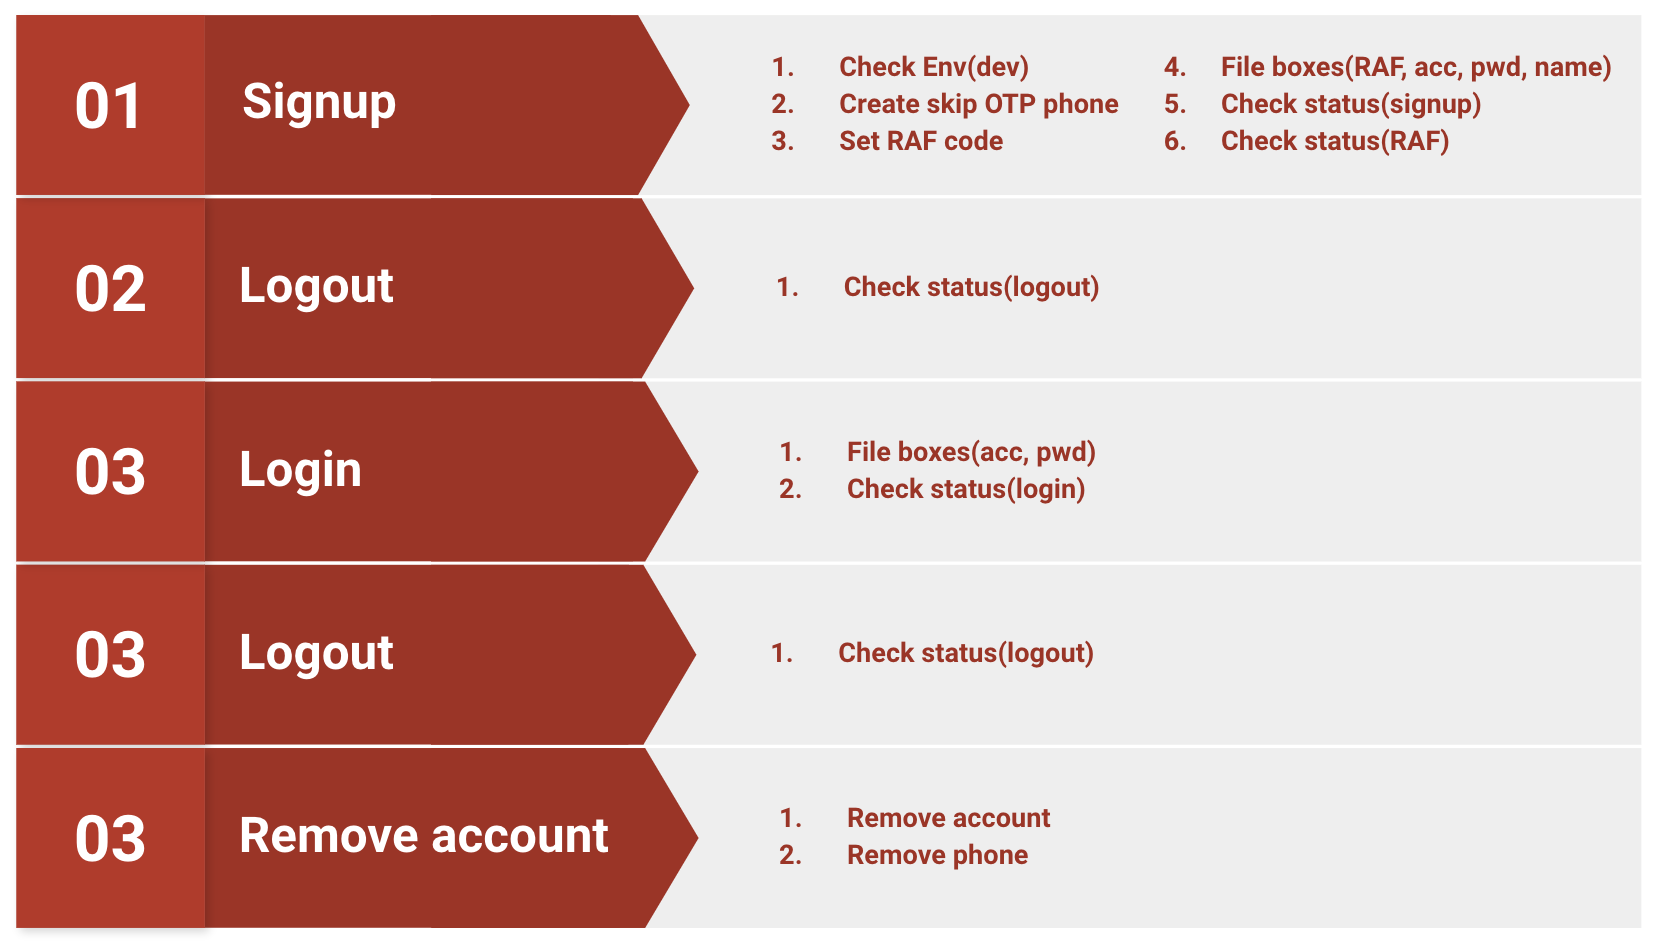 01
Signup
1. Check Env(dev)
2. Create skip OTP phone
3. Set RAF code
4. File boxes(RAF, acc, pwd, name)
5. Check status(signup)
6. Check status(RAF)
02
Logout
1. Check status(logout)
03
Login
1. File boxes(acc, pwd)
2. Check status(login)
03
Logout
1. Check status(logout)
03
Remove account
1. Remove account
2. Remove phone